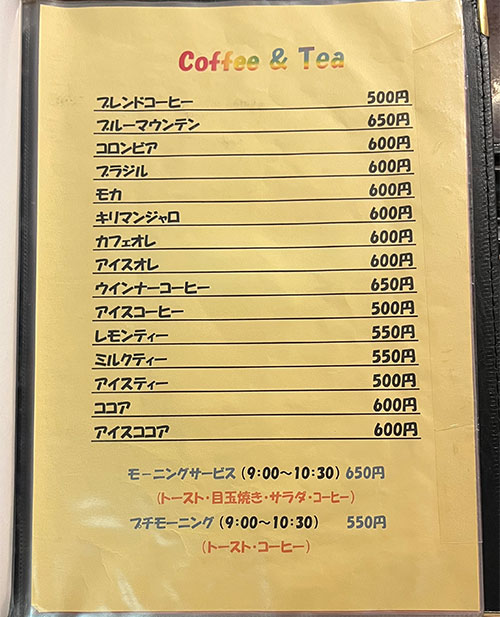 Coffee & Tea
ブレンドコーヒー 500円
ブルーマウンテン 650円
コロンビア 600円
ブラジル 600円
モカ 600円
キリマンジャロ 600円
カフェオレ 600円
アイスオレ 600円
ウインナーコーヒー 650円
アイスコーヒー 500円
レモンティー 550円
ミルクティー 550円
アイスティー 500円
ココア 600円
アイスココア 600円
モーニングサービス(9:00〜10:30) 650円
(トースト・目玉焼き・サラダ・コーヒー)
プチモーニング(9:00〜10:30) 550円
(トースト・コーヒー)